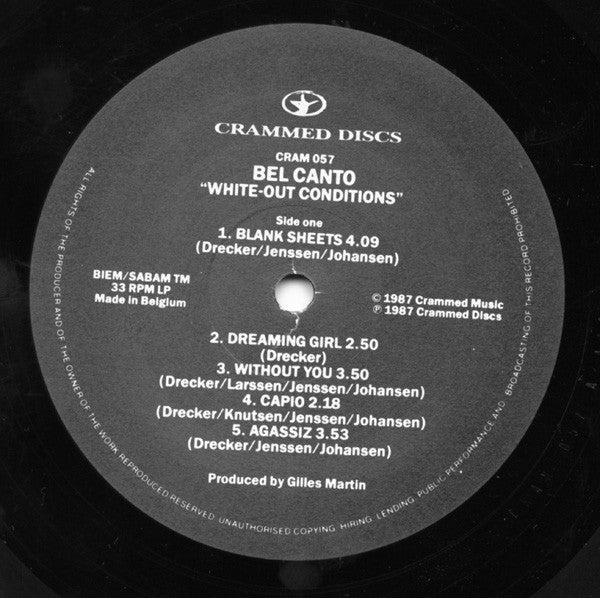 CRAMMED DISCS
CRAM 057
BEL CANTO
“WHITE-OUT CONDITIONS”
Side one
1. BLANK SHEETS 4.09
(Drecker/Jenssen/Johansen)
BIEM/SABAM TM
33 RPM LP
Made in Belgium
© 1987 Crammed Music
℗ 1987 Crammed Discs
2. DREAMING GIRL 2.50
(Drecker)
3. WITHOUT YOU 3.50
(Drecker/Larssen/Jenssen/Johansen)
4. CAPIO 2.18
(Drecker/Knutsen/Jenssen/Johansen)
5. AGASSIZ 3.53
(Drecker/Jenssen/Johansen)
Produced by Gilles Martin
ALL RIGHTS OF THE PRODUCER AND OF THE OWNER OF THE WORK REPRODUCED RESERVED. UNAUTHORISED COPYING, HIRING, LENDING, PUBLIC PERFORMANCE AND BROADCASTING OF THIS RECORD PROHIBITED